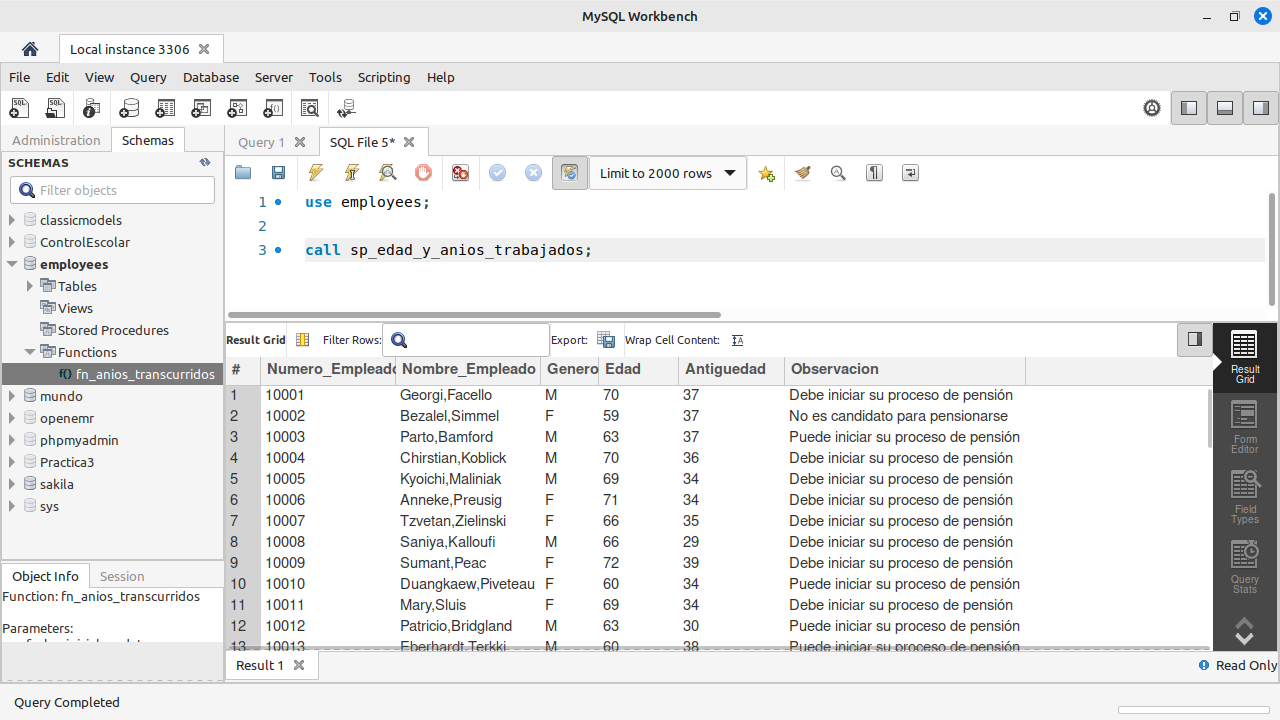 MySQL Workbench
Local instance 3306
File Edit View Query Database Server Tools Scripting Help
Administration Schemas
Query 1 SQL File 5*
SCHEMAS
Limit to 2000 rows
Filter objects
classicmodels
ControlEscolar
employees
Tables
Views
Stored Procedures
Functions
f() fn_anios_transcurridos
mundo
openemr
phpmyadmin
Practica3
sakila
sys
1 use employees;
2
3 call sp_edad_y_anios_trabajados;
Result Grid Filter Rows: Export: Wrap Cell Content:
# Numero_Empleado Nombre_Empleado Genero Edad Antiguedad Observacion
1 10001 Georgi,Facello M 70 37 Debe iniciar su proceso de pensión
2 10002 Bezalel,Simmel F 59 37 No es candidato para pensionarse
3 10003 Parto,Bamford M 63 37 Puede iniciar su proceso de pensión
4 10004 Chirstian,Koblick M 70 36 Debe iniciar su proceso de pensión
5 10005 Kyoichi,Maliniak M 69 34 Debe iniciar su proceso de pensión
6 10006 Anneke,Preusig F 71 34 Debe iniciar su proceso de pensión
7 10007 Tzvetan,Zielinski F 66 35 Debe iniciar su proceso de pensión
8 10008 Saniya,Kalloufi M 66 29 Debe iniciar su proceso de pensión
9 10009 Sumant,Peac F 72 39 Debe iniciar su proceso de pensión
10 10010 Duangkaew,Piveteau F 60 34 Puede iniciar su proceso de pensión
11 10011 Mary,Sluis F 69 34 Debe iniciar su proceso de pensión
12 10012 Patricio,Bridgland M 63 30 Puede iniciar su proceso de pensión
13 10013 Eberhardt,Terkki M 60 38 Puede iniciar su proceso de pensión
Result Grid
Form Editor
Field Types
Query Stats
Object Info Session
Function: fn_anios_transcurridos
Parameters:
Result 1
Read Only
Query Completed